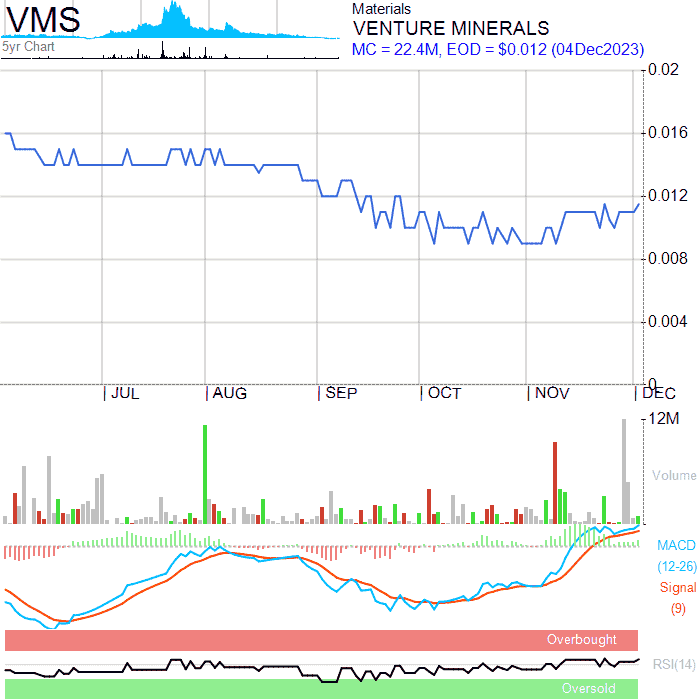 VMS
5yr Chart
Materials
VENTURE MINERALS
MC = 22.4M, EOD = $0.012 (04Dec2023)
0.02
0.016
0.012
0.008
0.004
0
JUL AUG SEP OCT NOV DEC
12M
Volume
MACD
(12-26)
Signal
(9)
Overbought
RSI(14)
Oversold